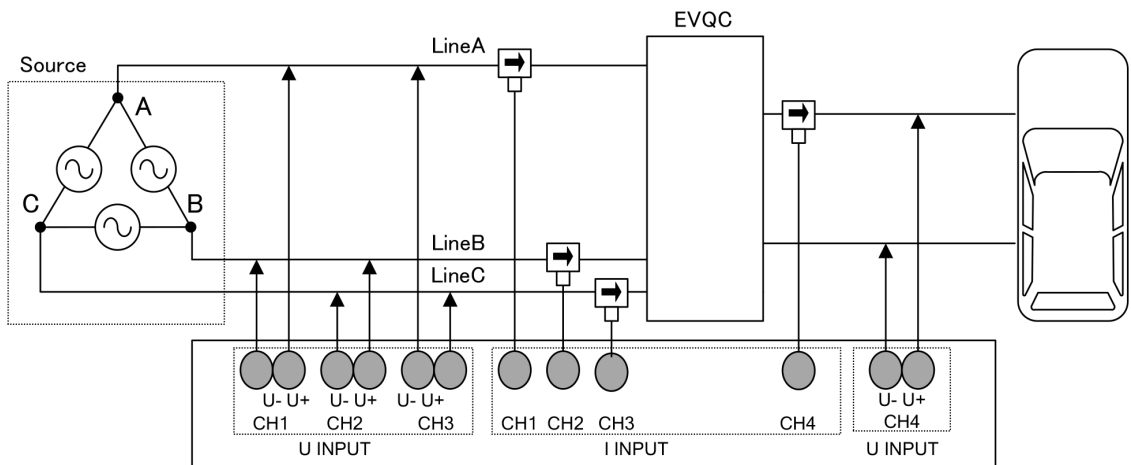 EVQC
LineA
Source
A
C
B
LineB
LineC
U- U+ U- U+ U- U+ U- U+
CH1 CH2 CH3 CH1 CH2 CH3 CH4 CH4
U INPUT I INPUT U INPUT